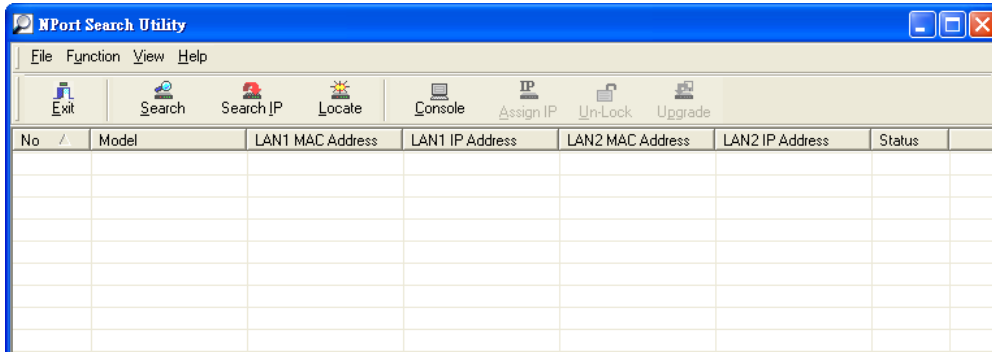 NPort Search Utility
File Function View Help
Exit Search Search IP Locate Console Assign IP Un-Lock Upgrade
No Model LAN1 MAC Address LAN1 IP Address LAN2 MAC Address LAN2 IP Address Status